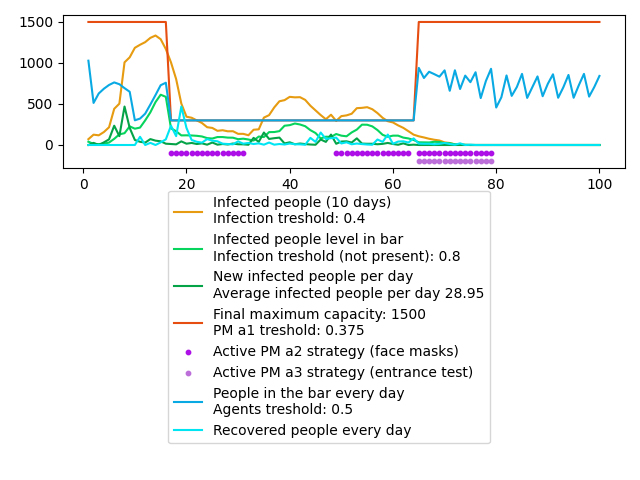 1500
1000
500
0
0
20
40
60
80
100
Infected people (10 days)
Infection treshold: 0.4
Infected people level in bar
Infection treshold (not present): 0.8
New infected people per day
Average infected people per day 28.95
Final maximum capacity: 1500
PM a1 treshold: 0.375
Active PM a2 strategy (face masks)
Active PM a3 strategy (entrance test)
People in the bar every day
Agents treshold: 0.5
Recovered people every day